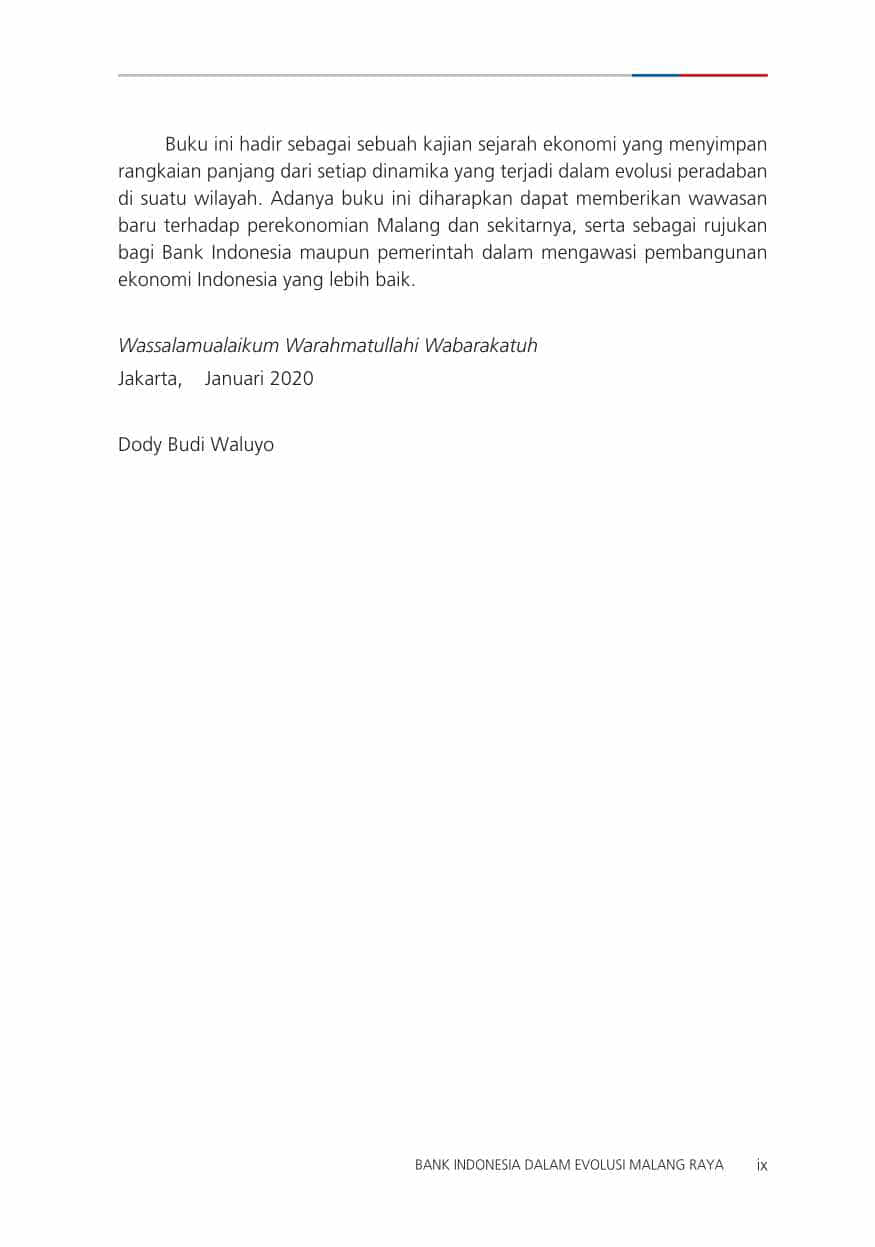 Buku ini hadir sebagai sebuah kajian sejarah ekonomi yang menyimpan
rangkaian panjang dari setiap dinamika yang terjadi dalam evolusi peradaban
di suatu wilayah. Adanya buku ini diharapkan dapat memberikan wawasan
baru terhadap perekonomian Malang dan sekitarnya, serta sebagai rujukan
bagi Bank Indonesia maupun pemerintah dalam mengawasi pembangunan
ekonomi Indonesia yang lebih baik.
Wassalamualaikum Warahmatullahi Wabarakatuh
Jakarta, Januari 2020
Dody Budi Waluyo
BANK INDONESIA DALAM EVOLUSI MALANG RAYA ix